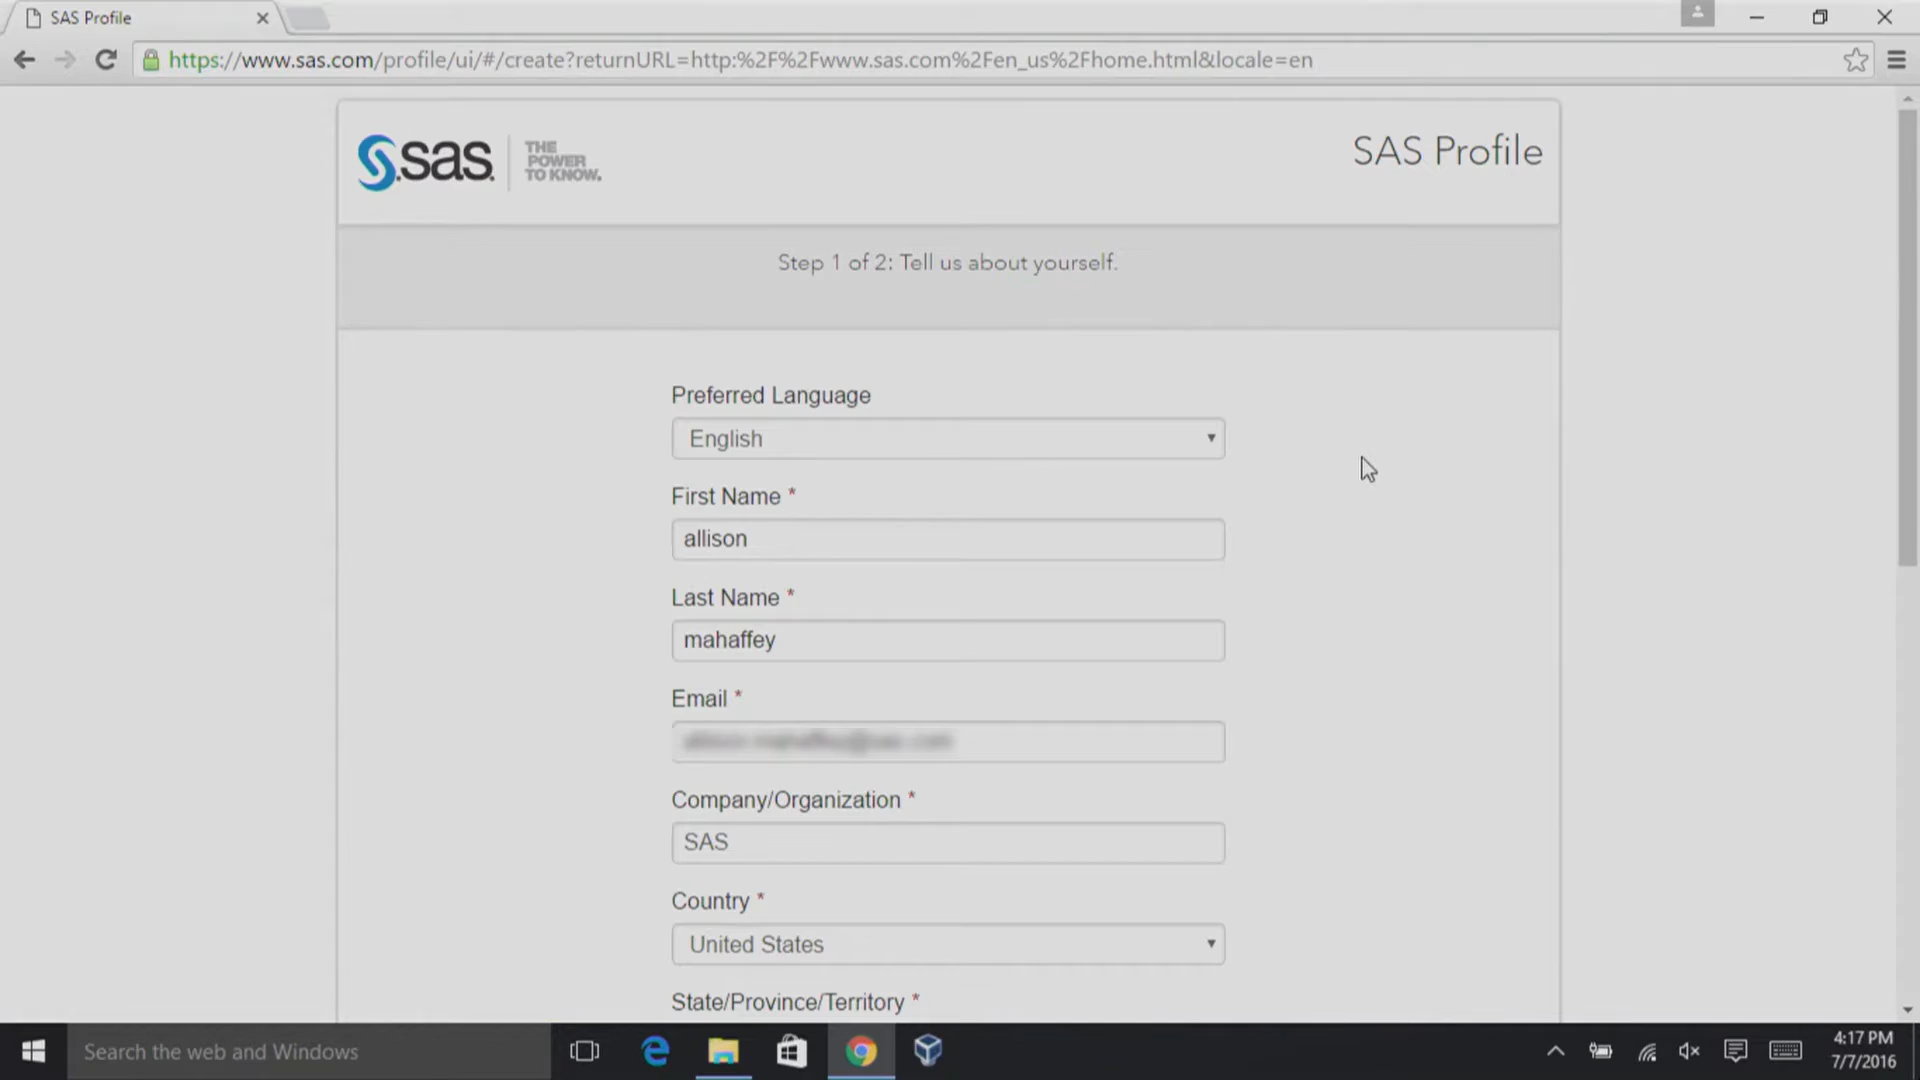 SAS Profile
https://www.sas.com/profile/ui/#/create?returnURL=http:%2F%2Fwww.sas.com%2Fen_us%2Fhome.html&locale=en
sas
THE
POWER
TO KNOW.
SAS Profile
Step 1 of 2: Tell us about yourself.
Preferred Language
English
First Name *
allison
Last Name *
mahaffey
Email *
Company/Organization *
SAS
Country *
United States
State/Province/Territory *
Search the web and Windows
4:17 PM
7/7/2016